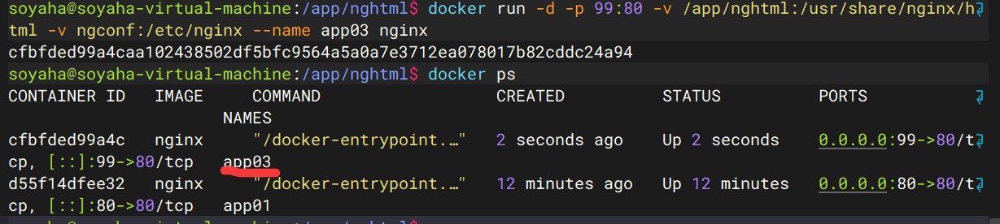 soyaha@soyaha-virtual-machine:/app/nghtml$ docker run -d -p 99:80 -v /app/nghtml:/usr/share/nginx/h
tml -v ngconf:/etc/nginx --name app03 nginx
cfbfded99a4caa102438502df5bfc9564a5a0a7e3712ea078017b82cddc24a94
soyaha@soyaha-virtual-machine:/app/nghtml$ docker ps
CONTAINER ID   IMAGE     COMMAND                  CREATED          STATUS          PORTS
NAMES
cfbfded99a4c   nginx     "/docker-entrypoint.…"   2 seconds ago    Up 2 seconds    0.0.0.0:99->80/t
cp, [::]:99->80/tcp   app03
d55f14dfee32   nginx     "/docker-entrypoint.…"   12 minutes ago   Up 12 minutes   0.0.0.0:80->80/t
cp, [::]:80->80/tcp   app01